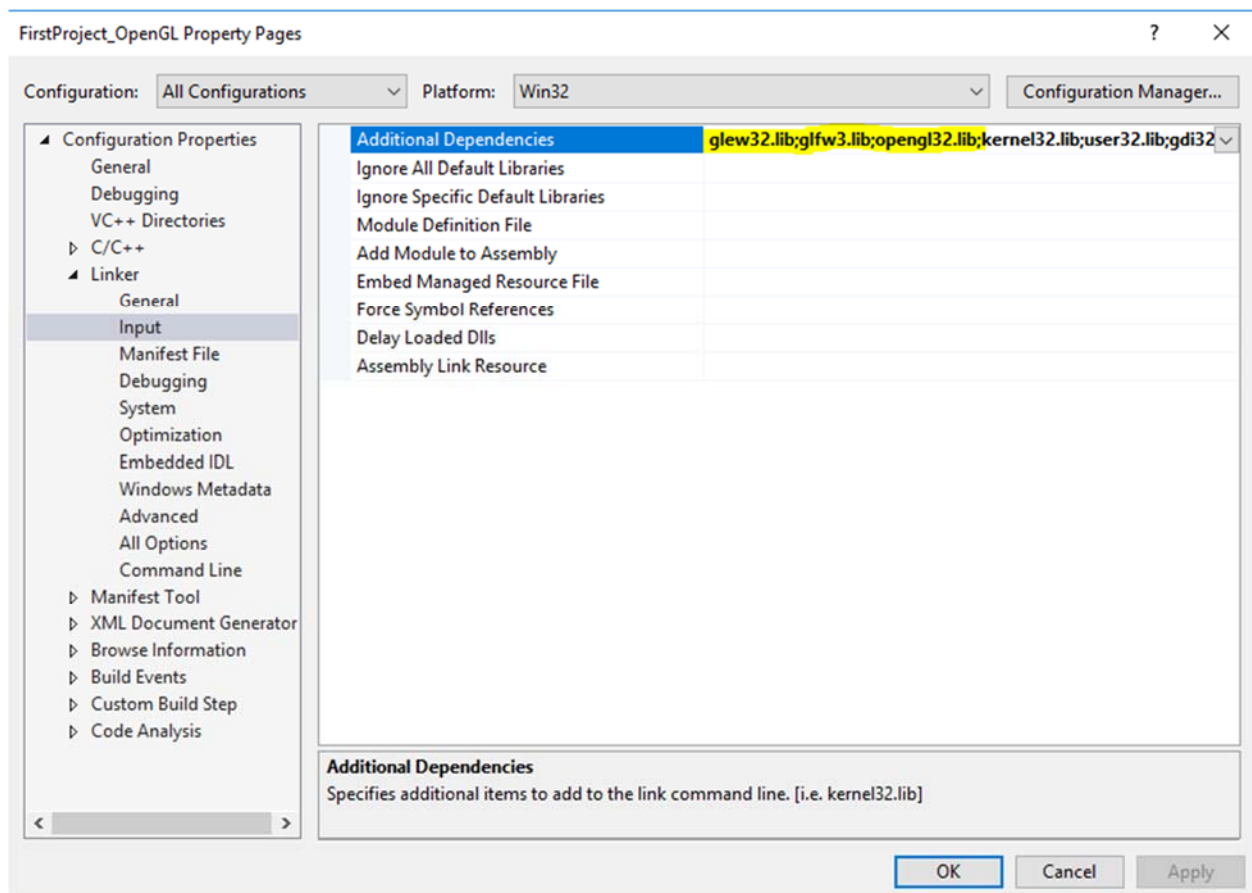 FirstProject_OpenGL Property Pages ? X
Configuration: All Configurations Platform: Win32 Configuration Manager...
Configuration Properties
General
Debugging
VC++ Directories
C/C++
Linker
General
Input
Manifest File
Debugging
System
Optimization
Embedded IDL
Windows Metadata
Advanced
All Options
Command Line
Manifest Tool
XML Document Generator
Browse Information
Build Events
Custom Build Step
Code Analysis
Additional Dependencies glew32.lib;glfw3.lib;opengl32.lib;kernel32.lib;user32.lib;gdi32
Ignore All Default Libraries
Ignore Specific Default Libraries
Module Definition File
Add Module to Assembly
Embed Managed Resource File
Force Symbol References
Delay Loaded Dlls
Assembly Link Resource
Additional Dependencies
Specifies additional items to add to the link command line. [i.e. kernel32.lib]
OK Cancel Apply